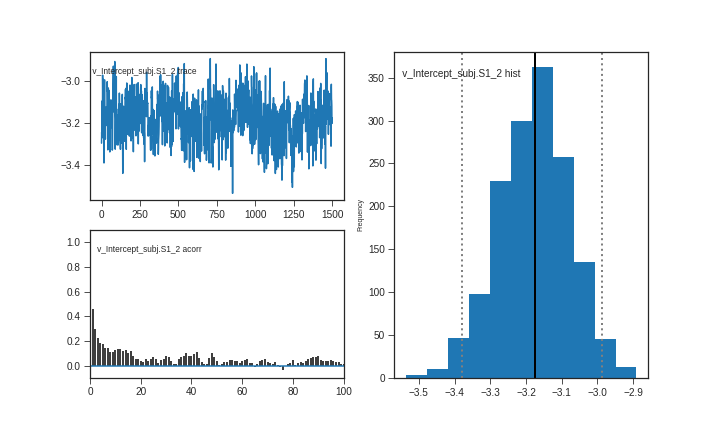 v_Intercept_subj.S1_2 trace
−3.0
−3.2
−3.4
0 250 500 750 1000 1250 1500
v_Intercept_subj.S1_2 acorr
1.0
0.8
0.6
0.4
0.2
0.0
0 20 40 60 80 100
v_Intercept_subj.S1_2 hist
Frequency
350
300
250
200
150
100
50
0
−3.5 −3.4 −3.3 −3.2 −3.1 −3.0 −2.9